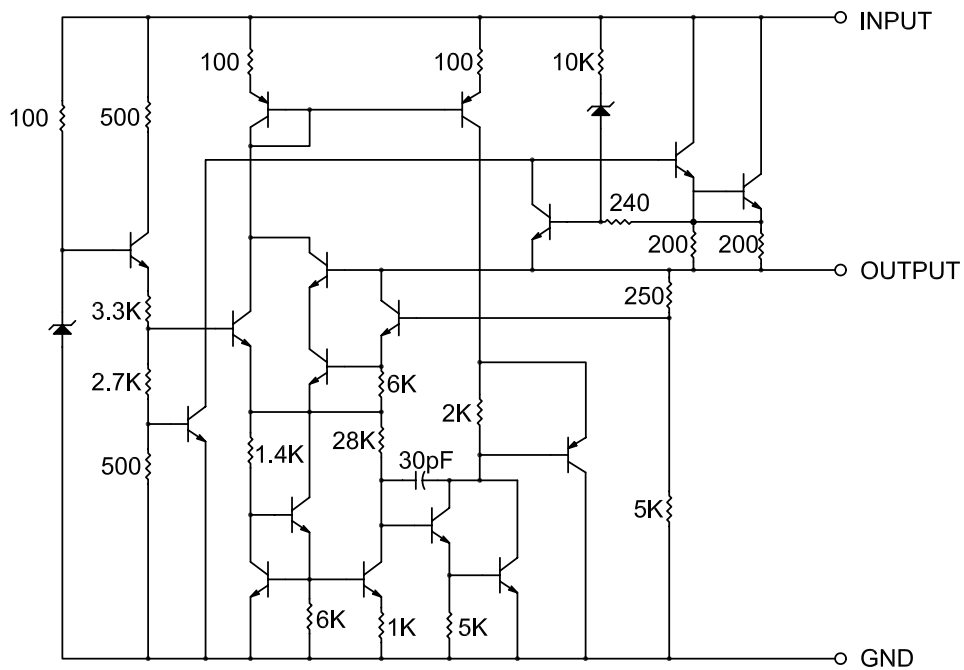 INPUT
100
100
10K
100
500
240
200
200
OUTPUT
250
3.3K
2.7K
6K
2K
28K
1.4K
30pF
500
5K
6K
1K
5K
GND